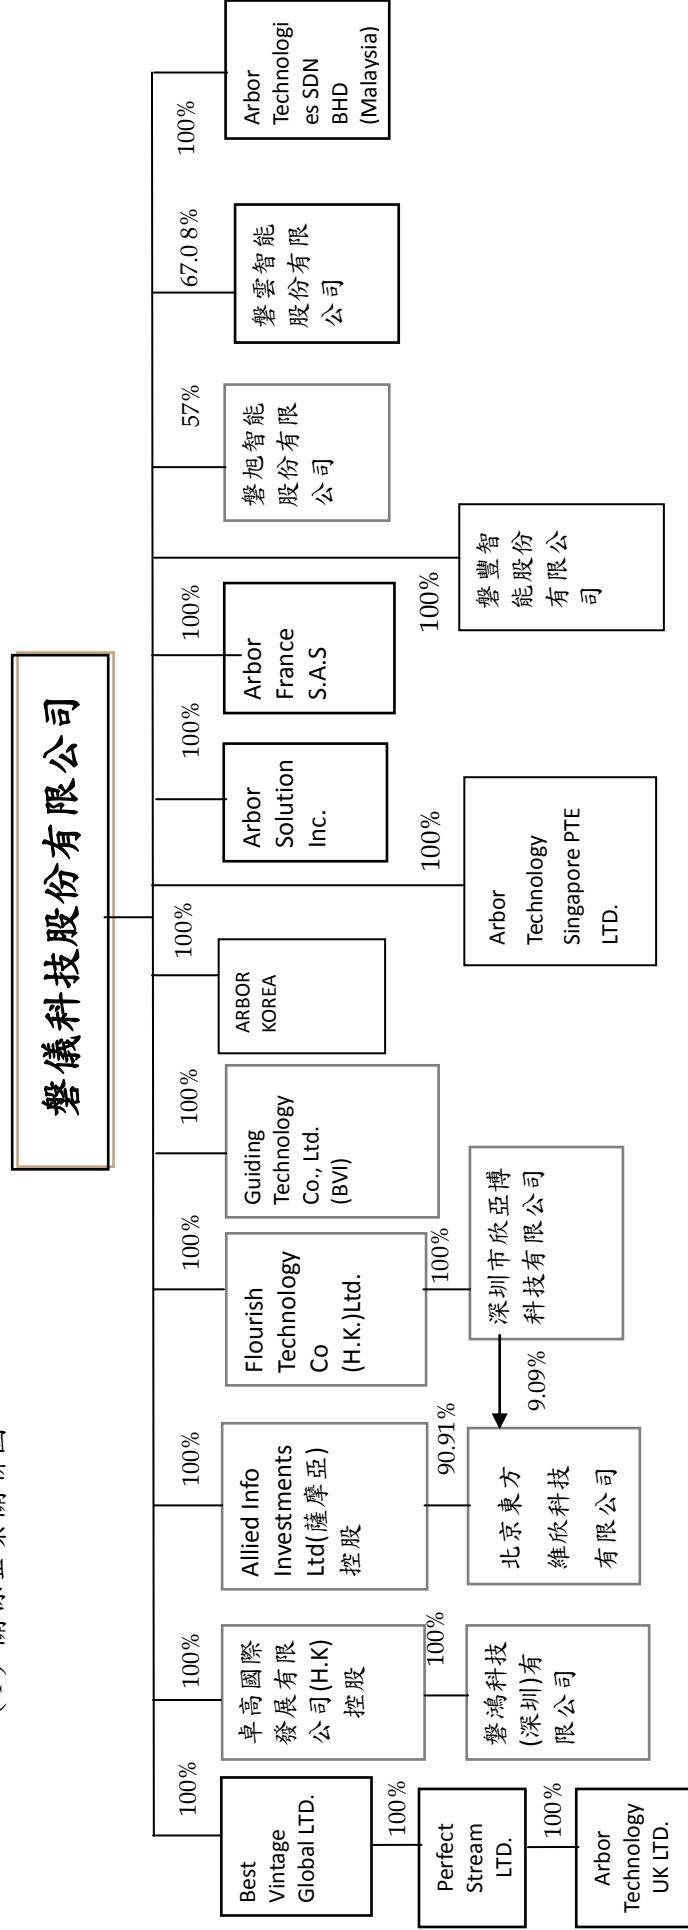 磐儀科技股份有限公司
100%
Best
Vintage
Global LTD.
100%
Perfect
Stream
LTD.
100%
Arbor
Technology
UK LTD.
100%
卓高國際
發展有限
公司(H.K)
控股
100%
磐鴻科技
(深圳)有
限公司
100%
Allied Info
Investments
Ltd(薩摩亞)
控股
90.91%
北京東方
維欣科技
有限公司
9.09%
100%
Flourish
Technology
Co
(H.K.)Ltd.
100%
深圳市欣亞博
科技有限公司
100%
Guiding
Technology
Co., Ltd.
(BVI)
100%
ARBOR
KOREA
100%
Arbor
Technology
Singapore PTE
LTD.
100%
Arbor
Solution
Inc.
100%
Arbor
France
S.A.S
100%
磐豐智
能股份
有限公
司
57%
磐旭智能
股份有限
公司
67.0 8%
磐雲智能
股份有限
公司
100%
Arbor
Technologi
es SDN
BHD
(Malaysia)